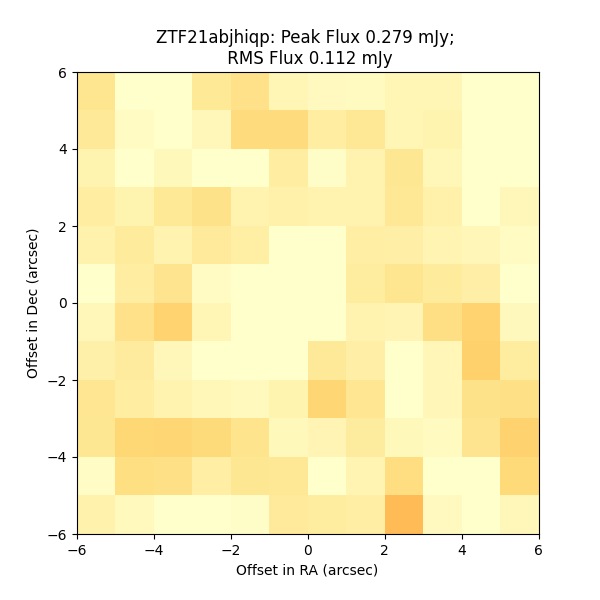 ZTF21abjhiqp: Peak Flux 0.279 mJy;
RMS Flux 0.112 mJy
6
4
2
0
−2
−4
−6
Offset in Dec (arcsec)
−6 −4 −2 0 2 4 6
Offset in RA (arcsec)